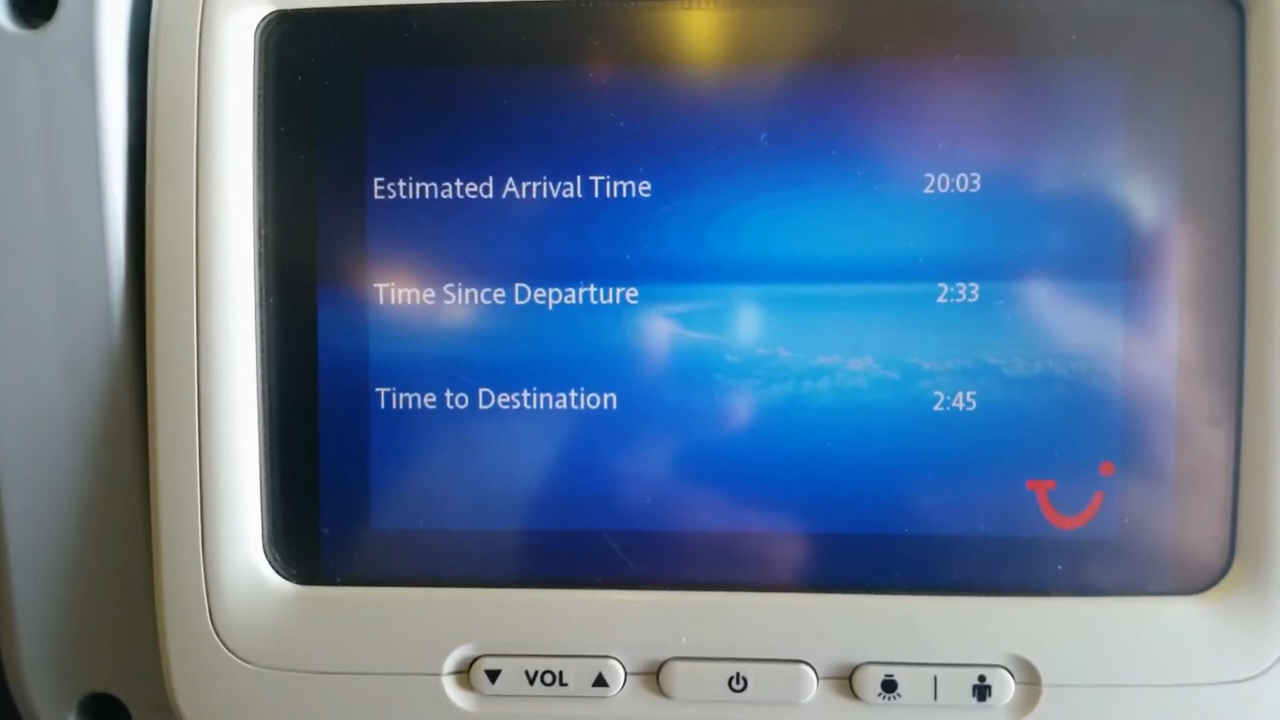 Estimated Arrival Time 20:03
Time Since Departure 2:33
Time to Destination 2:45
VOL